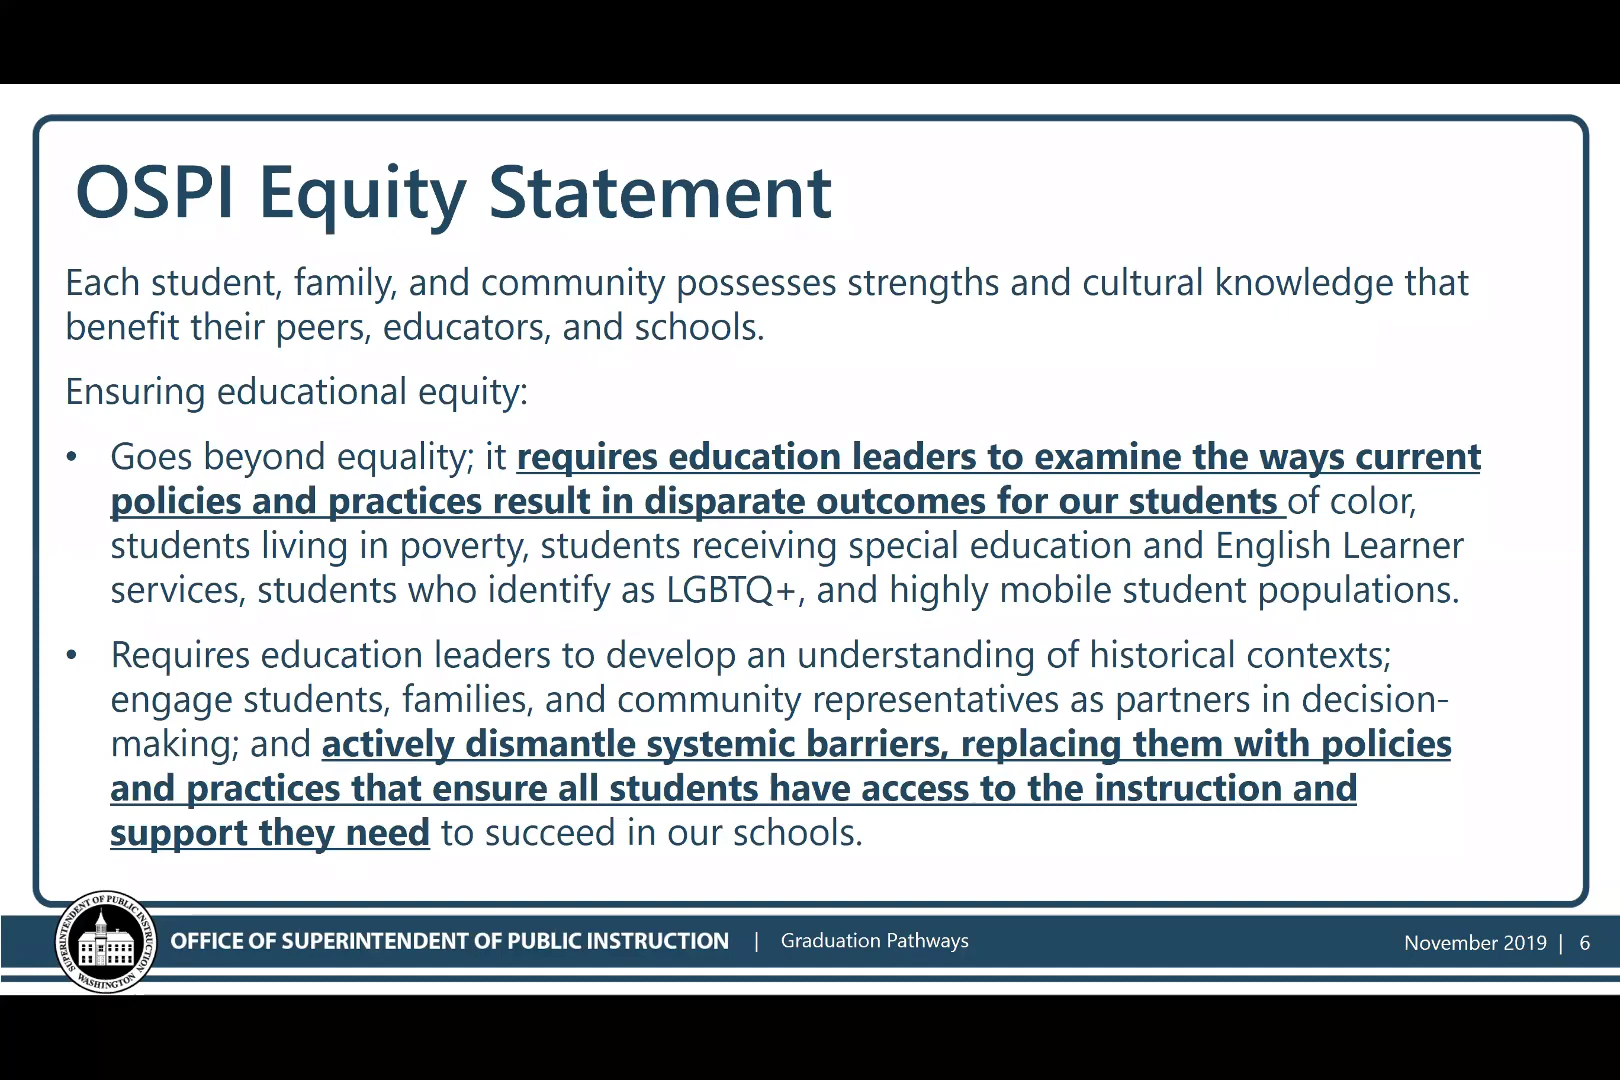 OSPI Equity Statement
Each student, family, and community possesses strengths and cultural knowledge that
benefit their peers, educators, and schools.
Ensuring educational equity:
• Goes beyond equality; it requires education leaders to examine the ways current
policies and practices result in disparate outcomes for our students of color,
students living in poverty, students receiving special education and English Learner
services, students who identify as LGBTQ+, and highly mobile student populations.
• Requires education leaders to develop an understanding of historical contexts;
engage students, families, and community representatives as partners in decision-
making; and actively dismantle systemic barriers, replacing them with policies
and practices that ensure all students have access to the instruction and
support they need to succeed in our schools.
SUPERINTENDENT OF PUBLIC INSTRUCTION
WASHINGTON
OFFICE OF SUPERINTENDENT OF PUBLIC INSTRUCTION | Graduation Pathways
November 2019 | 6